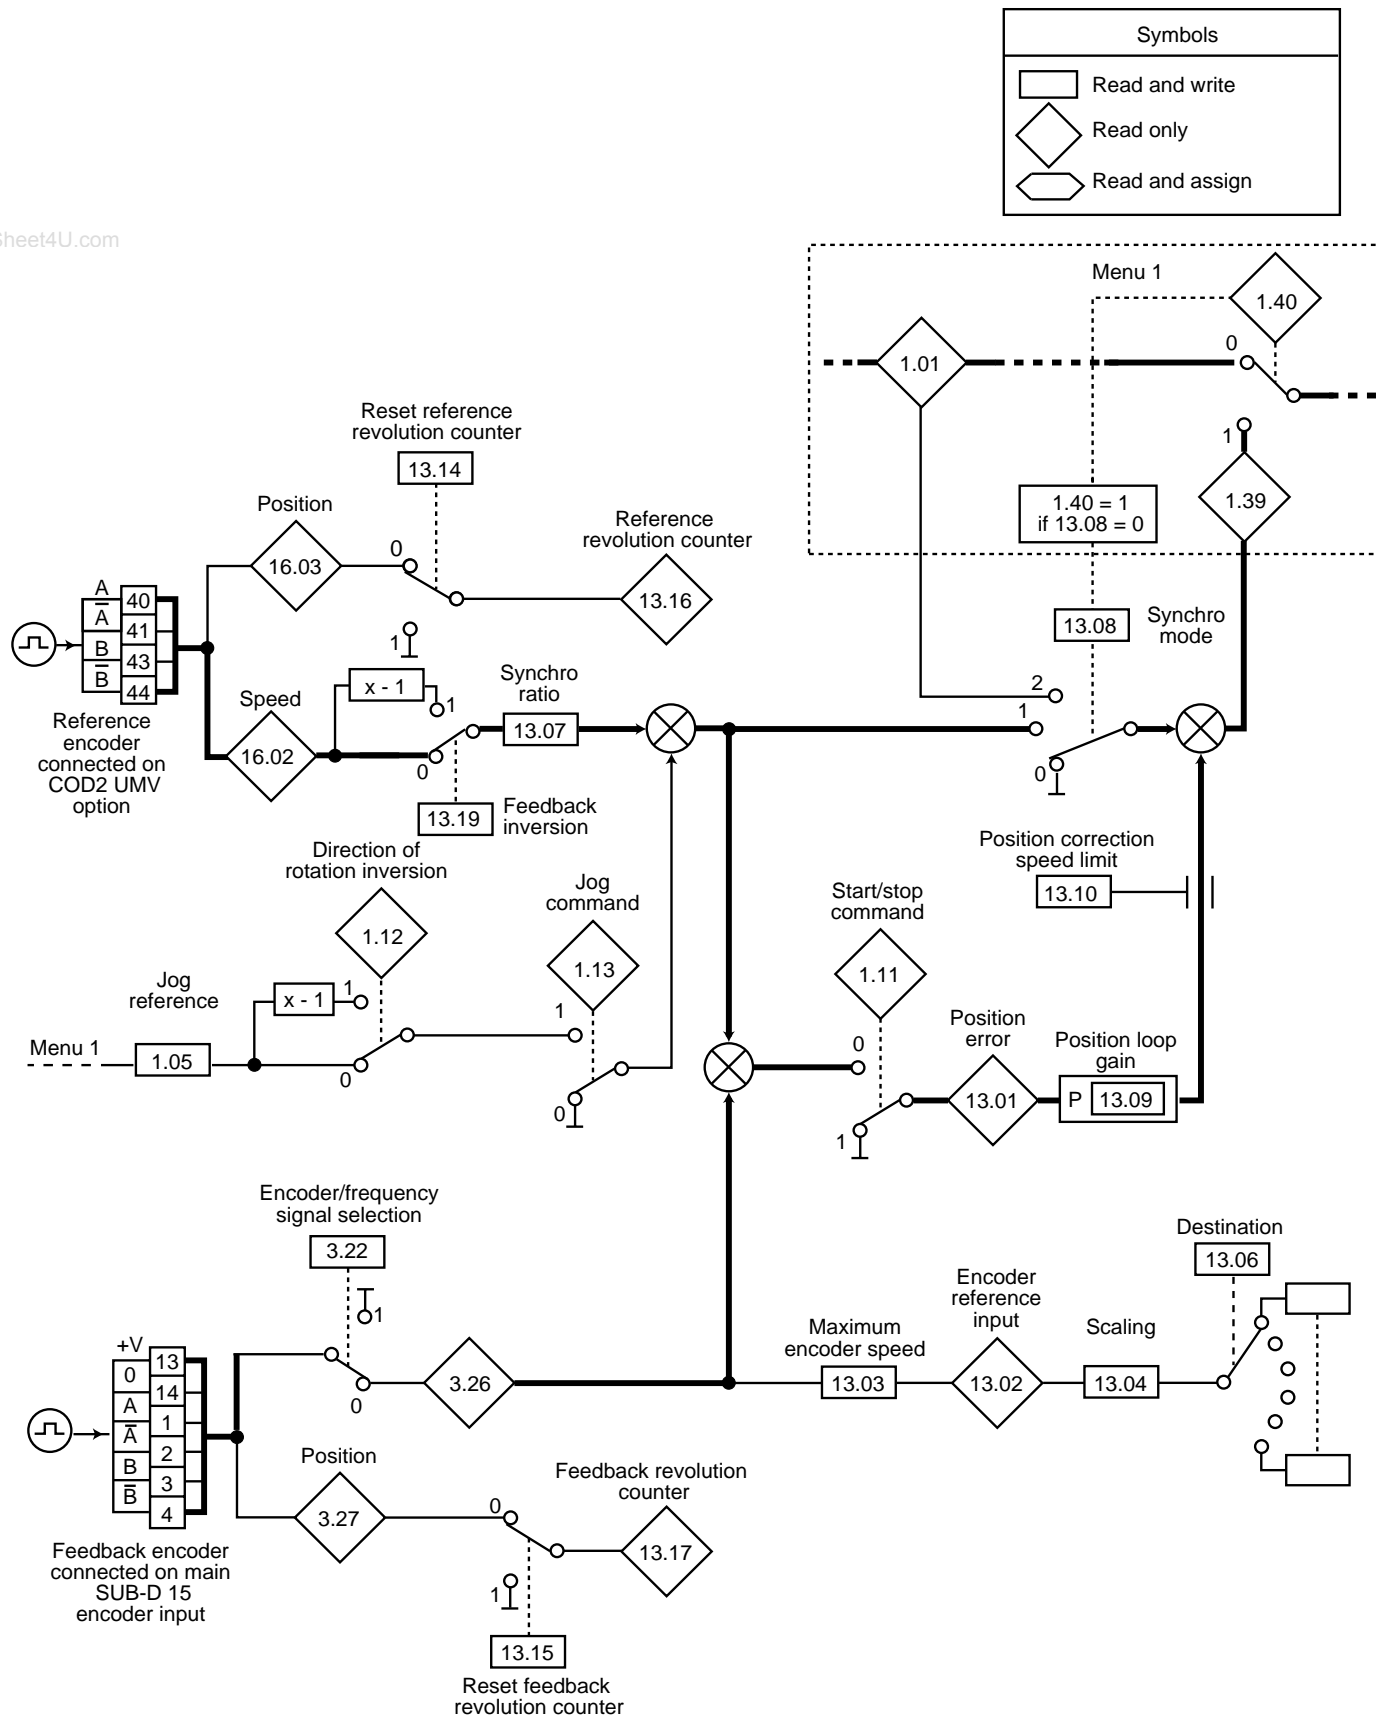 Symbols
Read and write
Read only
Read and assign
Sheet4U.com
Menu 1
1.40
0
1.01
1
1.39
1.40 = 1
if 13.08 = 0
Reset reference
revolution counter
13.14
Position
16.03
0
1
Reference
revolution counter
13.16
A
A̅
B
B̅
40
41
43
44
Reference
encoder
connected on
COD2 UMV
option
Speed
16.02
x - 1
1
0
Synchro
ratio
13.07
13.19
Feedback
inversion
13.08
Synchro
mode
2
1
0
Position correction
speed limit
13.10
Direction of
rotation inversion
1.12
Jog
command
1.13
Start/stop
command
1.11
Jog
reference
x - 1
1
Menu 1
1.05
0
1
0
0
1
Position
error
13.01
Position loop
gain
P
13.09
Encoder/frequency
signal selection
3.22
1
0
3.26
Maximum
encoder speed
13.03
Encoder
reference
input
13.02
Scaling
13.04
Destination
13.06
+V
0
A
A̅
B
B̅
13
14
1
2
3
4
Feedback encoder
connected on main
SUB-D 15
encoder input
Position
3.27
0
1
Feedback revolution
counter
13.17
13.15
Reset feedback
revolution counter